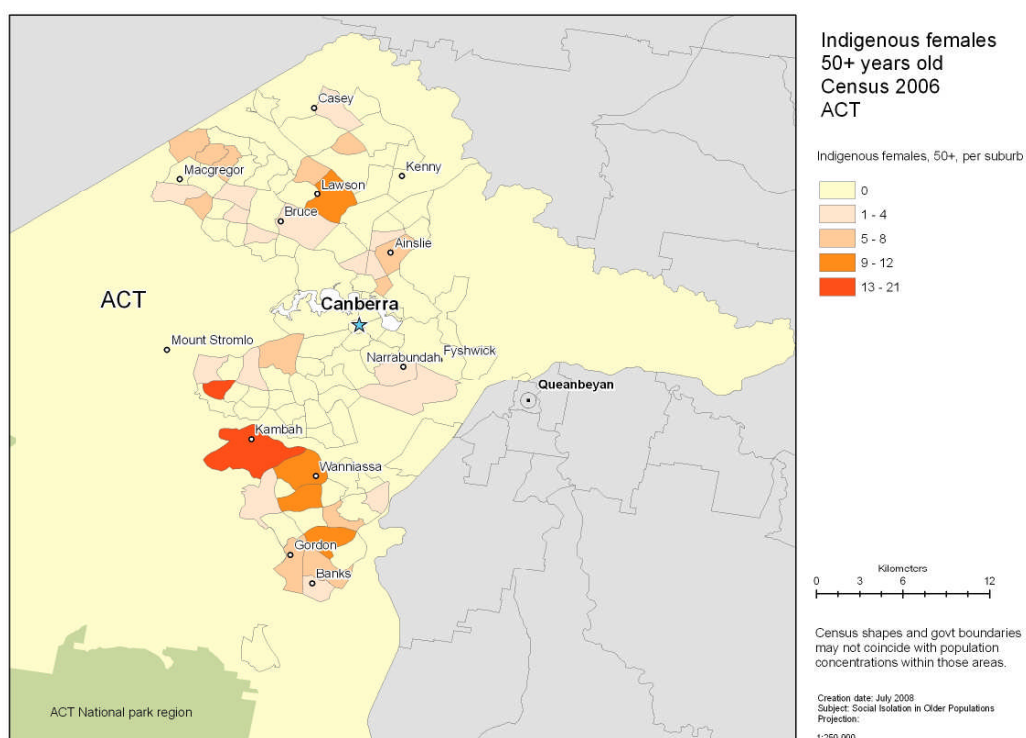 Indigenous females
50+ years old
Census 2006
ACT
Indigenous females, 50+, per suburb
0
1 - 4
5 - 8
9 - 12
13 - 21
Casey
Macgregor
Kenny
Lawson
Bruce
Ainslie
ACT
Canberra
Mount Stromlo
Narrabundah
Fyshwick
Queanbeyan
Kambah
Wanniassa
Gordon
Banks
ACT National park region
Kilometers
0 3 6 12
Census shapes and govt boundaries
may not coincide with population
concentrations within those areas.
Creation date: July 2008
Subject: Social Isolation in Older Populations
Projection:
1:250,000